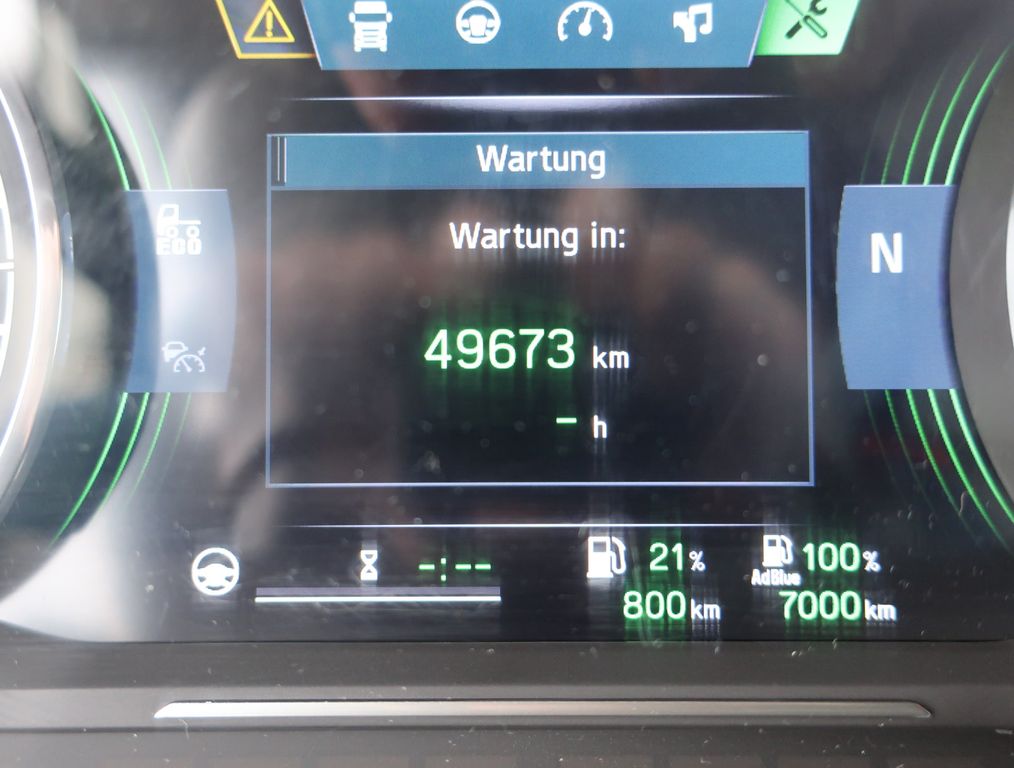 Wartung
Wartung in:
ECO
N
49673 km
- h
-:-- 21% 100%
AdBlue
800 km 7000 km